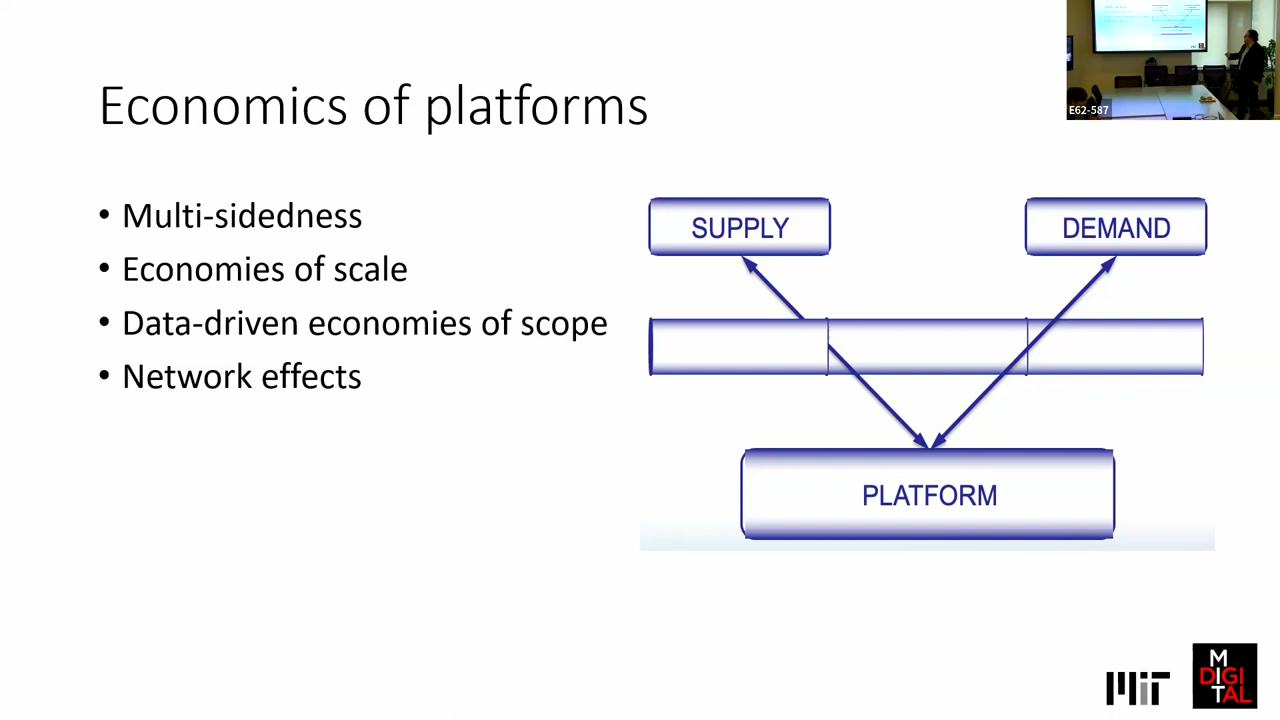 E62-587
Economics of platforms
• Multi-sidedness
• Economies of scale
• Data-driven economies of scope
• Network effects
SUPPLY
DEMAND
PLATFORM
MIT
M
DIGI
TAL